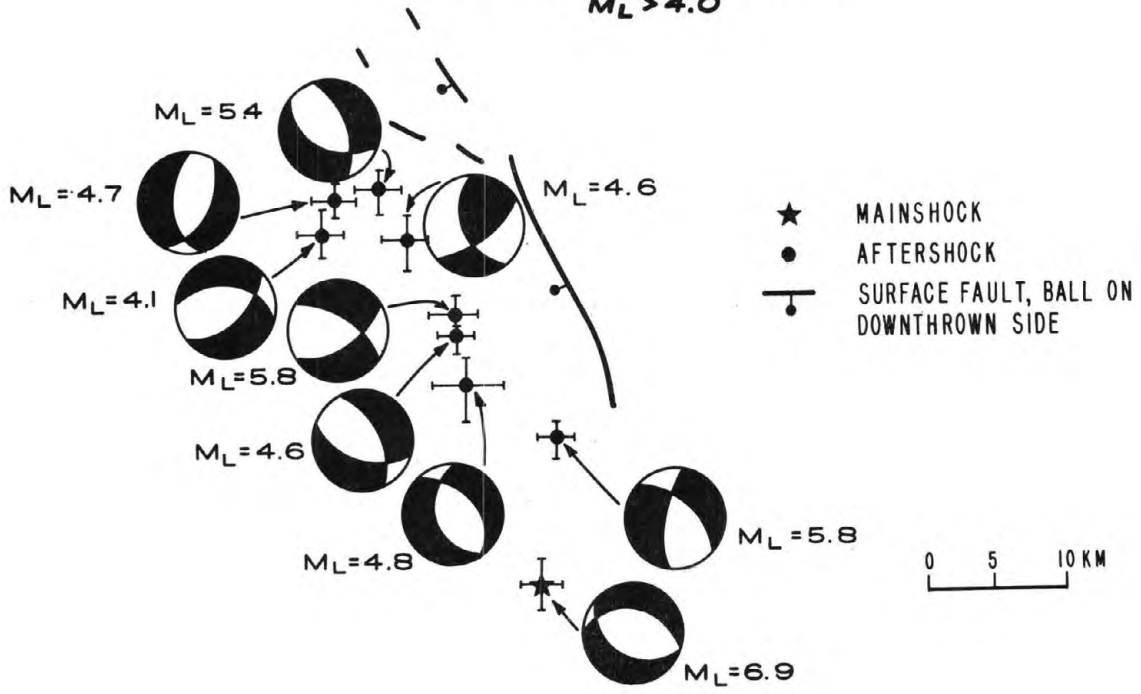 ML>4.0
ML=5.4
ML=4.7
ML=4.6
ML=4.1
ML=5.8
ML=4.6
ML=4.8
ML=5.8
ML=6.9
MAINSHOCK
AFTERSHOCK
SURFACE FAULT, BALL ON
DOWNTHROWN SIDE
0 5 10 KM